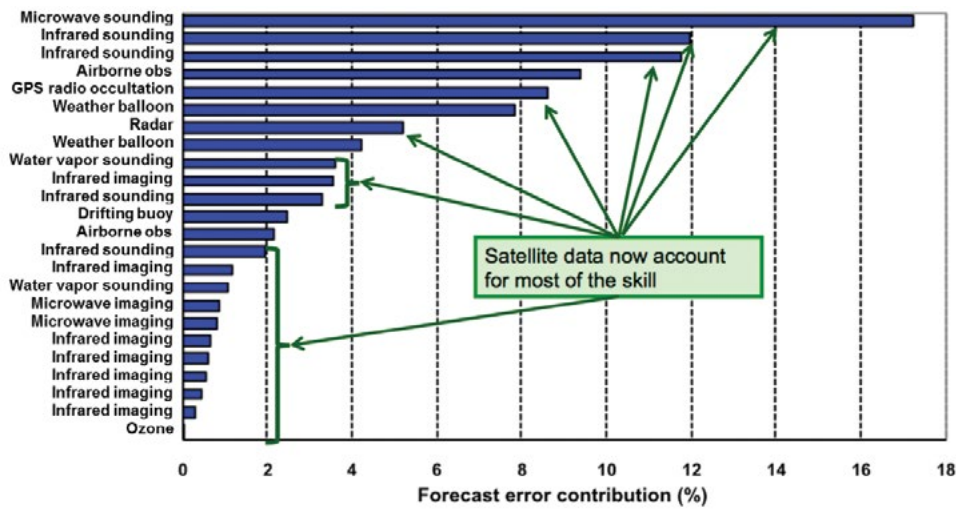 Microwave sounding
Infrared sounding
Infrared sounding
Airborne obs
GPS radio occultation
Weather balloon
Radar
Weather balloon
Water vapor sounding
Infrared imaging
Infrared sounding
Drifting buoy
Airborne obs
Infrared sounding
Infrared imaging
Water vapor sounding
Microwave imaging
Microwave imaging
Infrared imaging
Infrared imaging
Infrared imaging
Infrared imaging
Infrared imaging
Ozone
Satellite data now account
for most of the skill
0 2 4 6 8 10 12 14 16 18
Forecast error contribution (%)